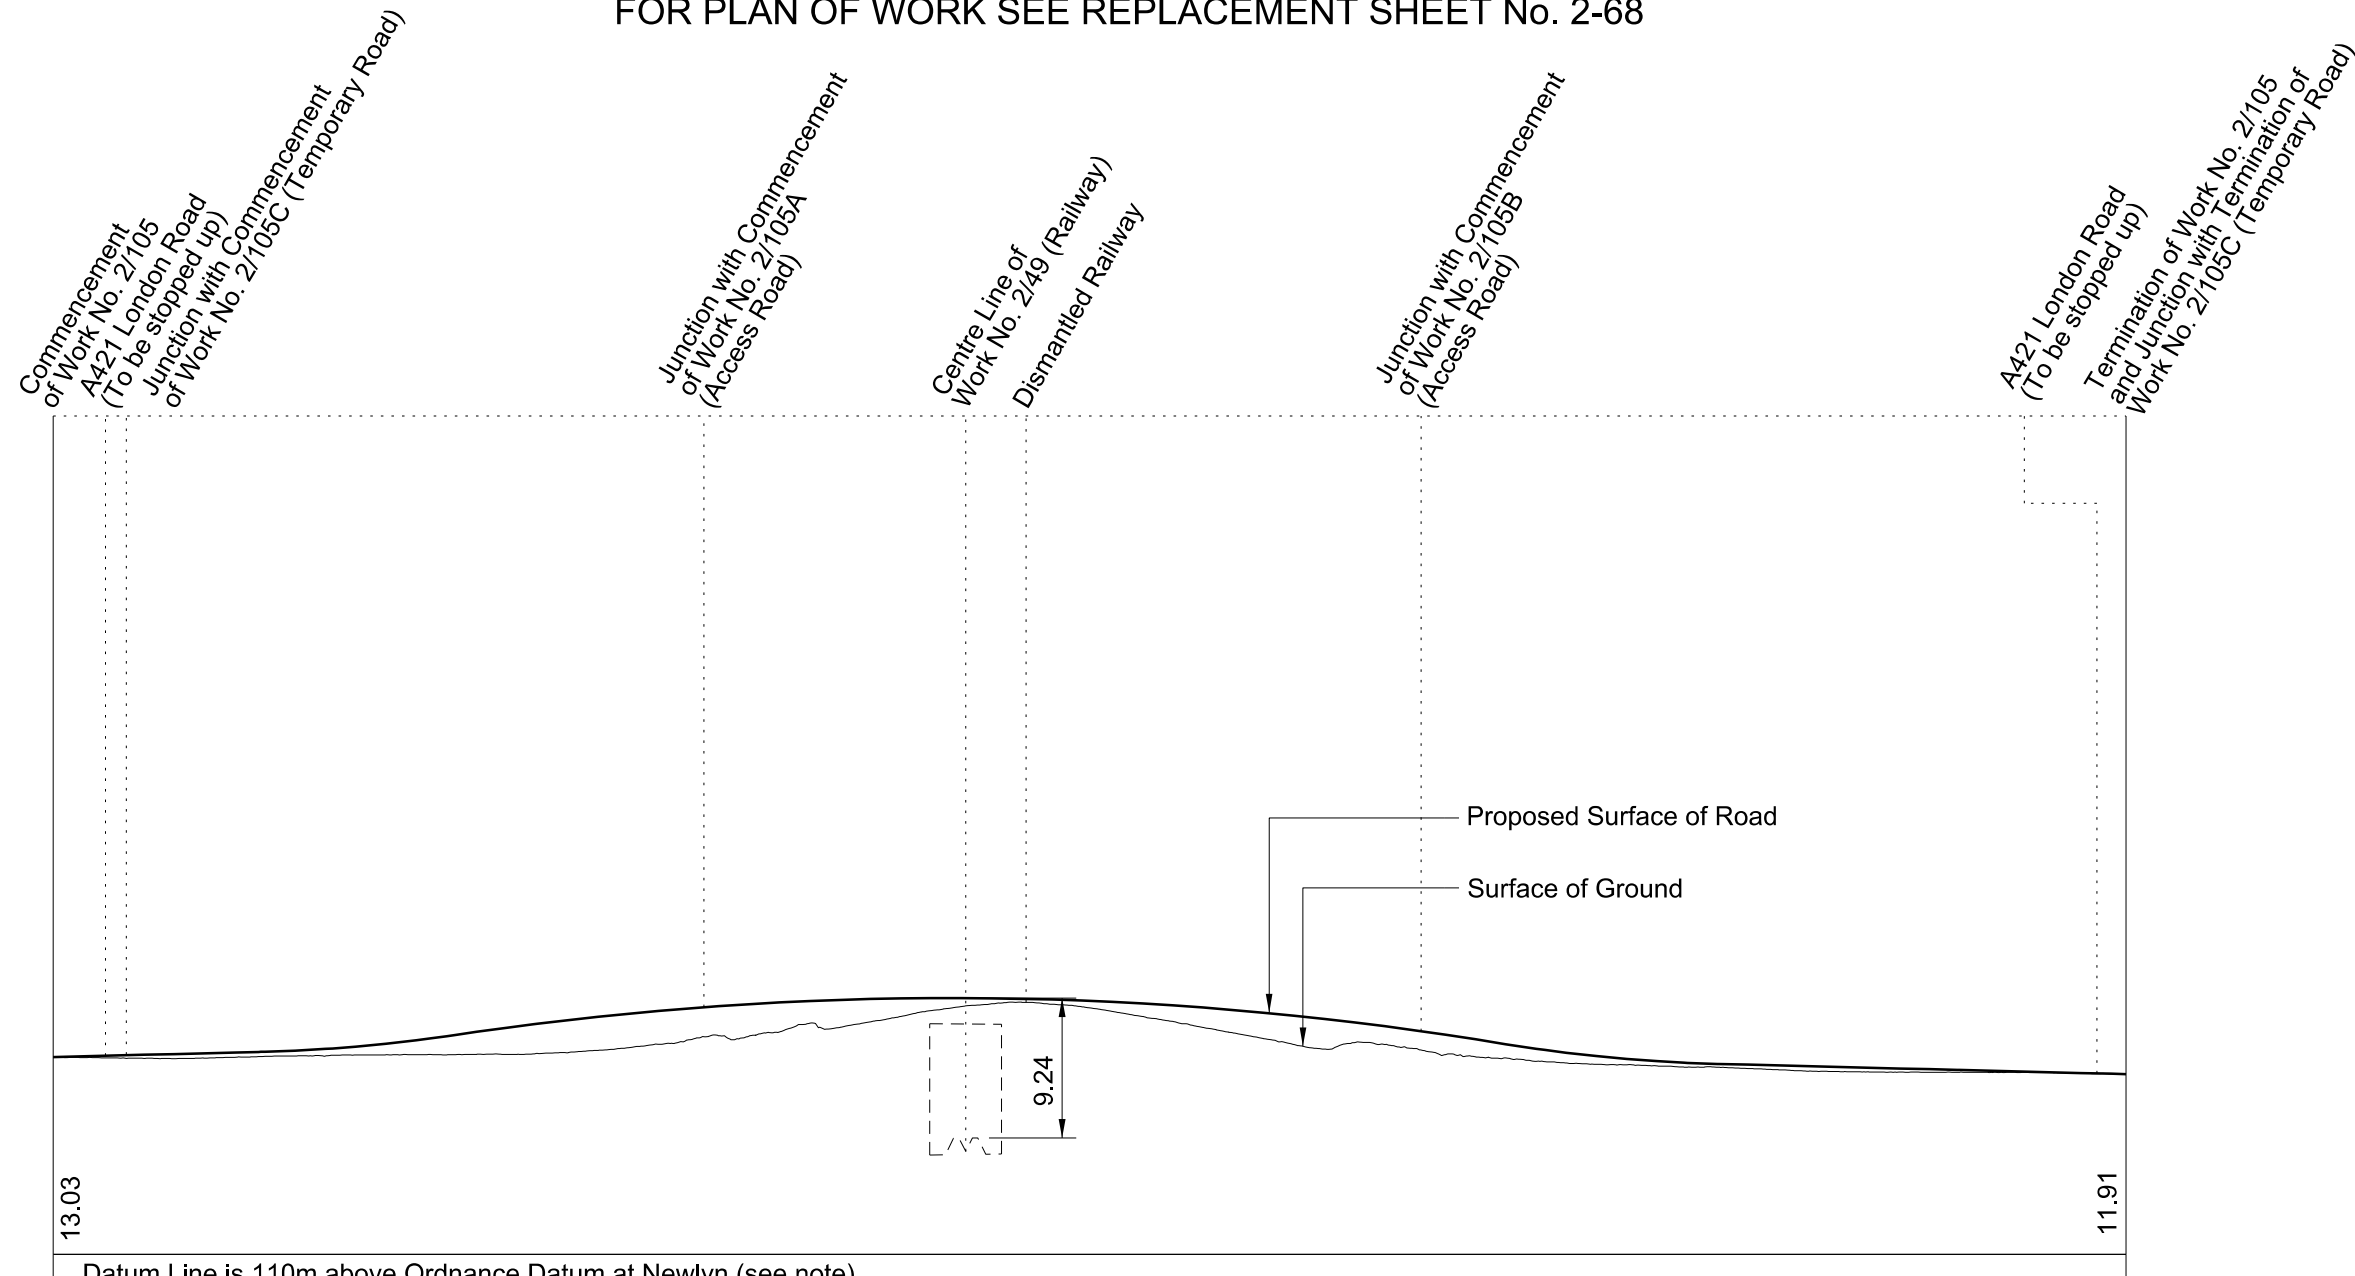 FOR PLAN OF WORK SEE REPLACEMENT SHEET No. 2-68
Commencement
of Work No. 2/105
A421 London Road
(To be stopped up)
Junction with Commencement
of Work No. 2/105C (Temporary Road)
Junction with Commencement
of Work No. 2/105A
(Access Road)
Centre Line of
Work No. 2/49 (Railway)
Dismantled Railway
Junction with Commencement
of Work No. 2/105B
(Access Road)
A421 London Road
(To be stopped up)
Termination of Work No. 2/105
and Junction with Termination of
Work No. 2/105C (Temporary Road)
Proposed Surface of Road
Surface of Ground
9.24
13.03
11.91
Datum Line is 110m above Ordnance Datum at Newlyn (see note)